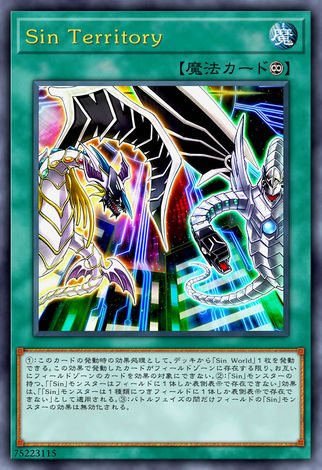 Sin Territory
【魔法カード】
魔
①：このカードの発動時の効果処理として、デッキから「Sin World」１枚を発動
できる。この効果で発動したカードがフィールドゾーンに存在する限り、お互い
にフィールドゾーンのカードを効果の対象にできない。②：「Sin」モンスターの
持つ、「「Sin」モンスターはフィールドに１体しか表側表示で存在できない」効果
は、「「Sin」モンスターは１種類につきフィールドに１体しか表側表示で存在で
きない」として適用される。③：バトルフェイズの間だけフィールドの「Sin」モン
スターの効果は無効化される。
75223115